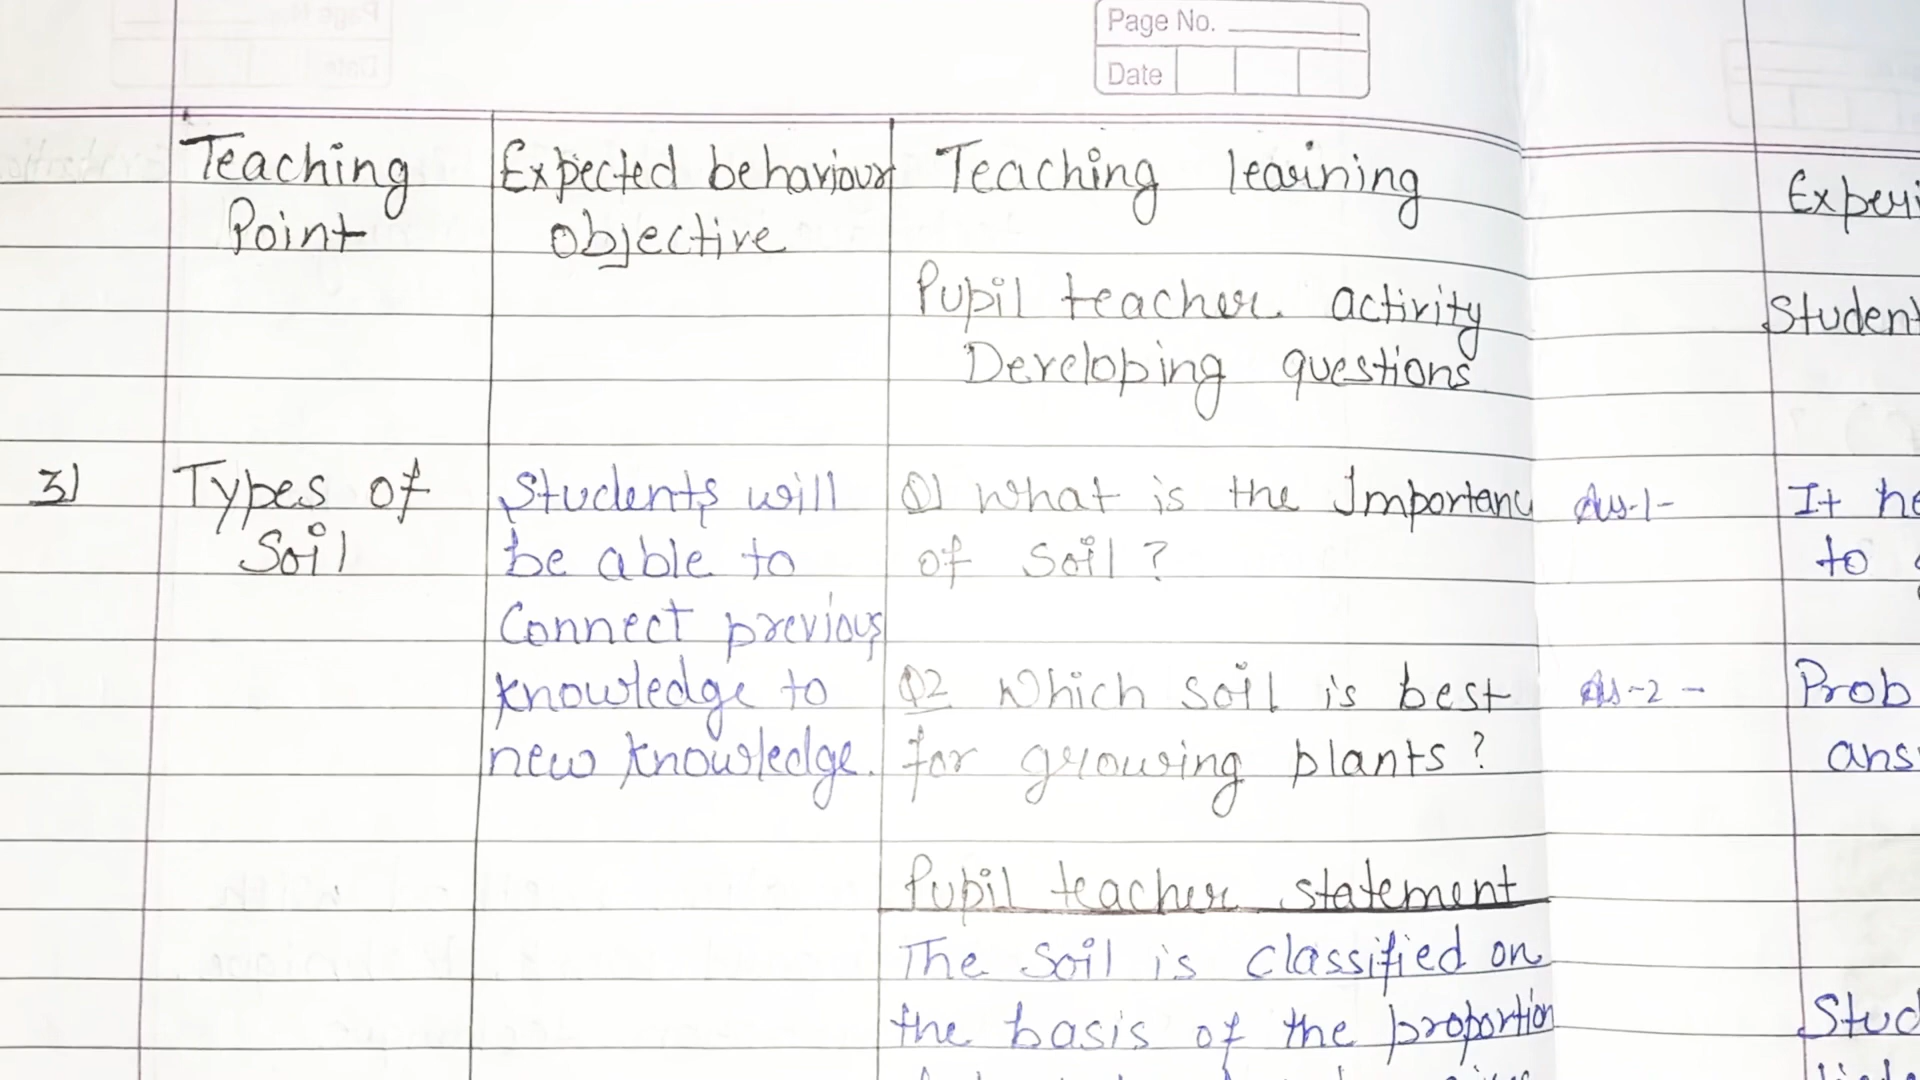 Page No.
Date
Teaching Point
Expected behaviour objective
Teaching learning
Pupil teacher activity
Developing questions
Experi
Student
3)
Types of
Soil
Students will
be able to
Connect previous
knowledge to
new knowledge.
Q1 What is the Importanc
of Soil?
Q2 Which soil is best
for growing plants?
Pupil teacher statement
The Soil is classified on
the basis of the proportion
Ans-1-
It he
to
Ans-2-
Prob
ans
Stud